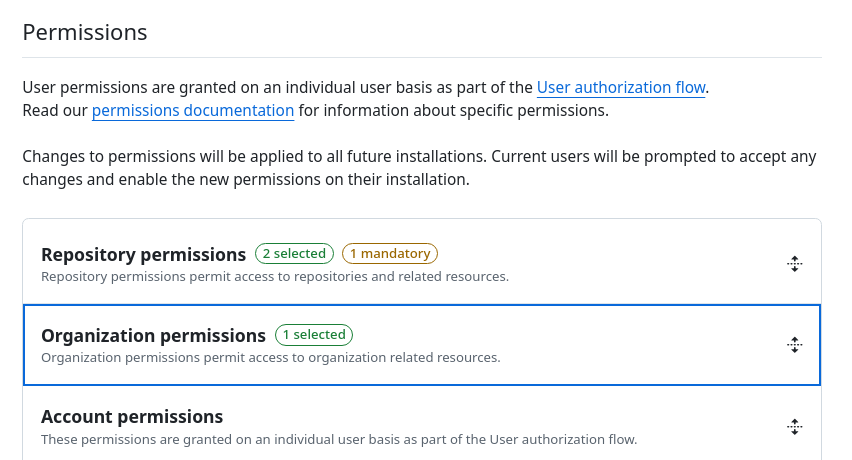 Permissions
User permissions are granted on an individual user basis as part of the User authorization flow.
Read our permissions documentation for information about specific permissions.
Changes to permissions will be applied to all future installations. Current users will be prompted to accept any
changes and enable the new permissions on their installation.
Repository permissions 2 selected 1 mandatory
Repository permissions permit access to repositories and related resources.
Organization permissions 1 selected
Organization permissions permit access to organization related resources.
Account permissions
These permissions are granted on an individual user basis as part of the User authorization flow.